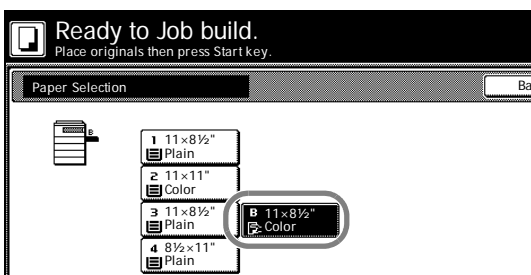 Ready to Job build.
Place originals then press Start key.
Paper Selection
Ba
B
1 11×8½"
Plain
2 11×11"
Color
3 11×8½"
Plain
B 11×8½"
Color
4 8½×11"
Plain